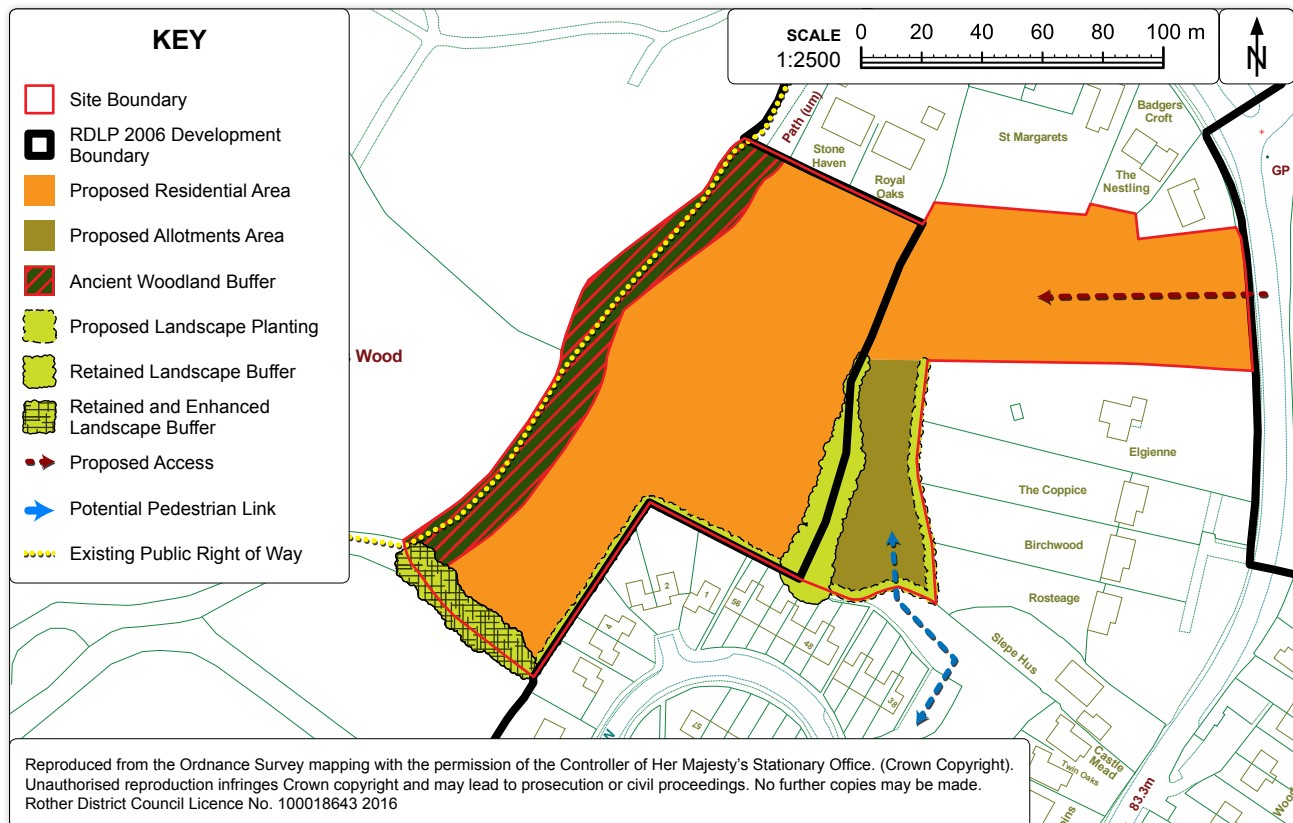 KEY
Site Boundary
RDLP 2006 Development
Boundary
Proposed Residential Area
Proposed Allotments Area
Ancient Woodland Buffer
Proposed Landscape Planting
Retained Landscape Buffer
Retained and Enhanced
Landscape Buffer
Proposed Access
Potential Pedestrian Link
Existing Public Right of Way
SCALE
1:2500
0 20 40 60 80 100 m
N
Path (um)
Stone
Haven
Royal
Oaks
St Margarets
Badgers
Croft
The
Nestling
GP
Wood
Elgienne
The Coppice
Birchwood
Rosteage
Slepe Hus
Castle
Mead
Twin Oaks
83.3m
2
1
4
56
48
38
57
Reproduced from the Ordnance Survey mapping with the permission of the Controller of Her Majesty's Stationary Office. (Crown Copyright).
Unauthorised reproduction infringes Crown copyright and may lead to prosecution or civil proceedings. No further copies may be made.
Rother District Council Licence No. 100018643 2016